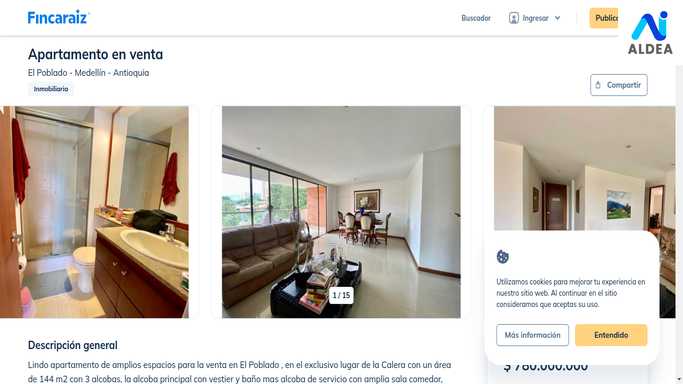 Fincaraiz
Buscador
Ingresar
Publica
ALDEA
Apartamento en venta
El Poblado - Medellín - Antioquia
Inmobiliario
Compartir
1 / 15
Utilizamos cookies para mejorar tu experiencia en
nuestro sitio web. Al continuar en el sitio
consideramos que aceptas su uso.
Más información
Entendido
Descripción general
$ 780.000.000
Lindo apartamento de amplios espacios para la venta en El Poblado , en el exclusivo lugar de la Calera con un área
de 144 m2 con 3 alcobas, la alcoba principal con vestier y baño mas alcoba de servicio con amplia sala comedor,